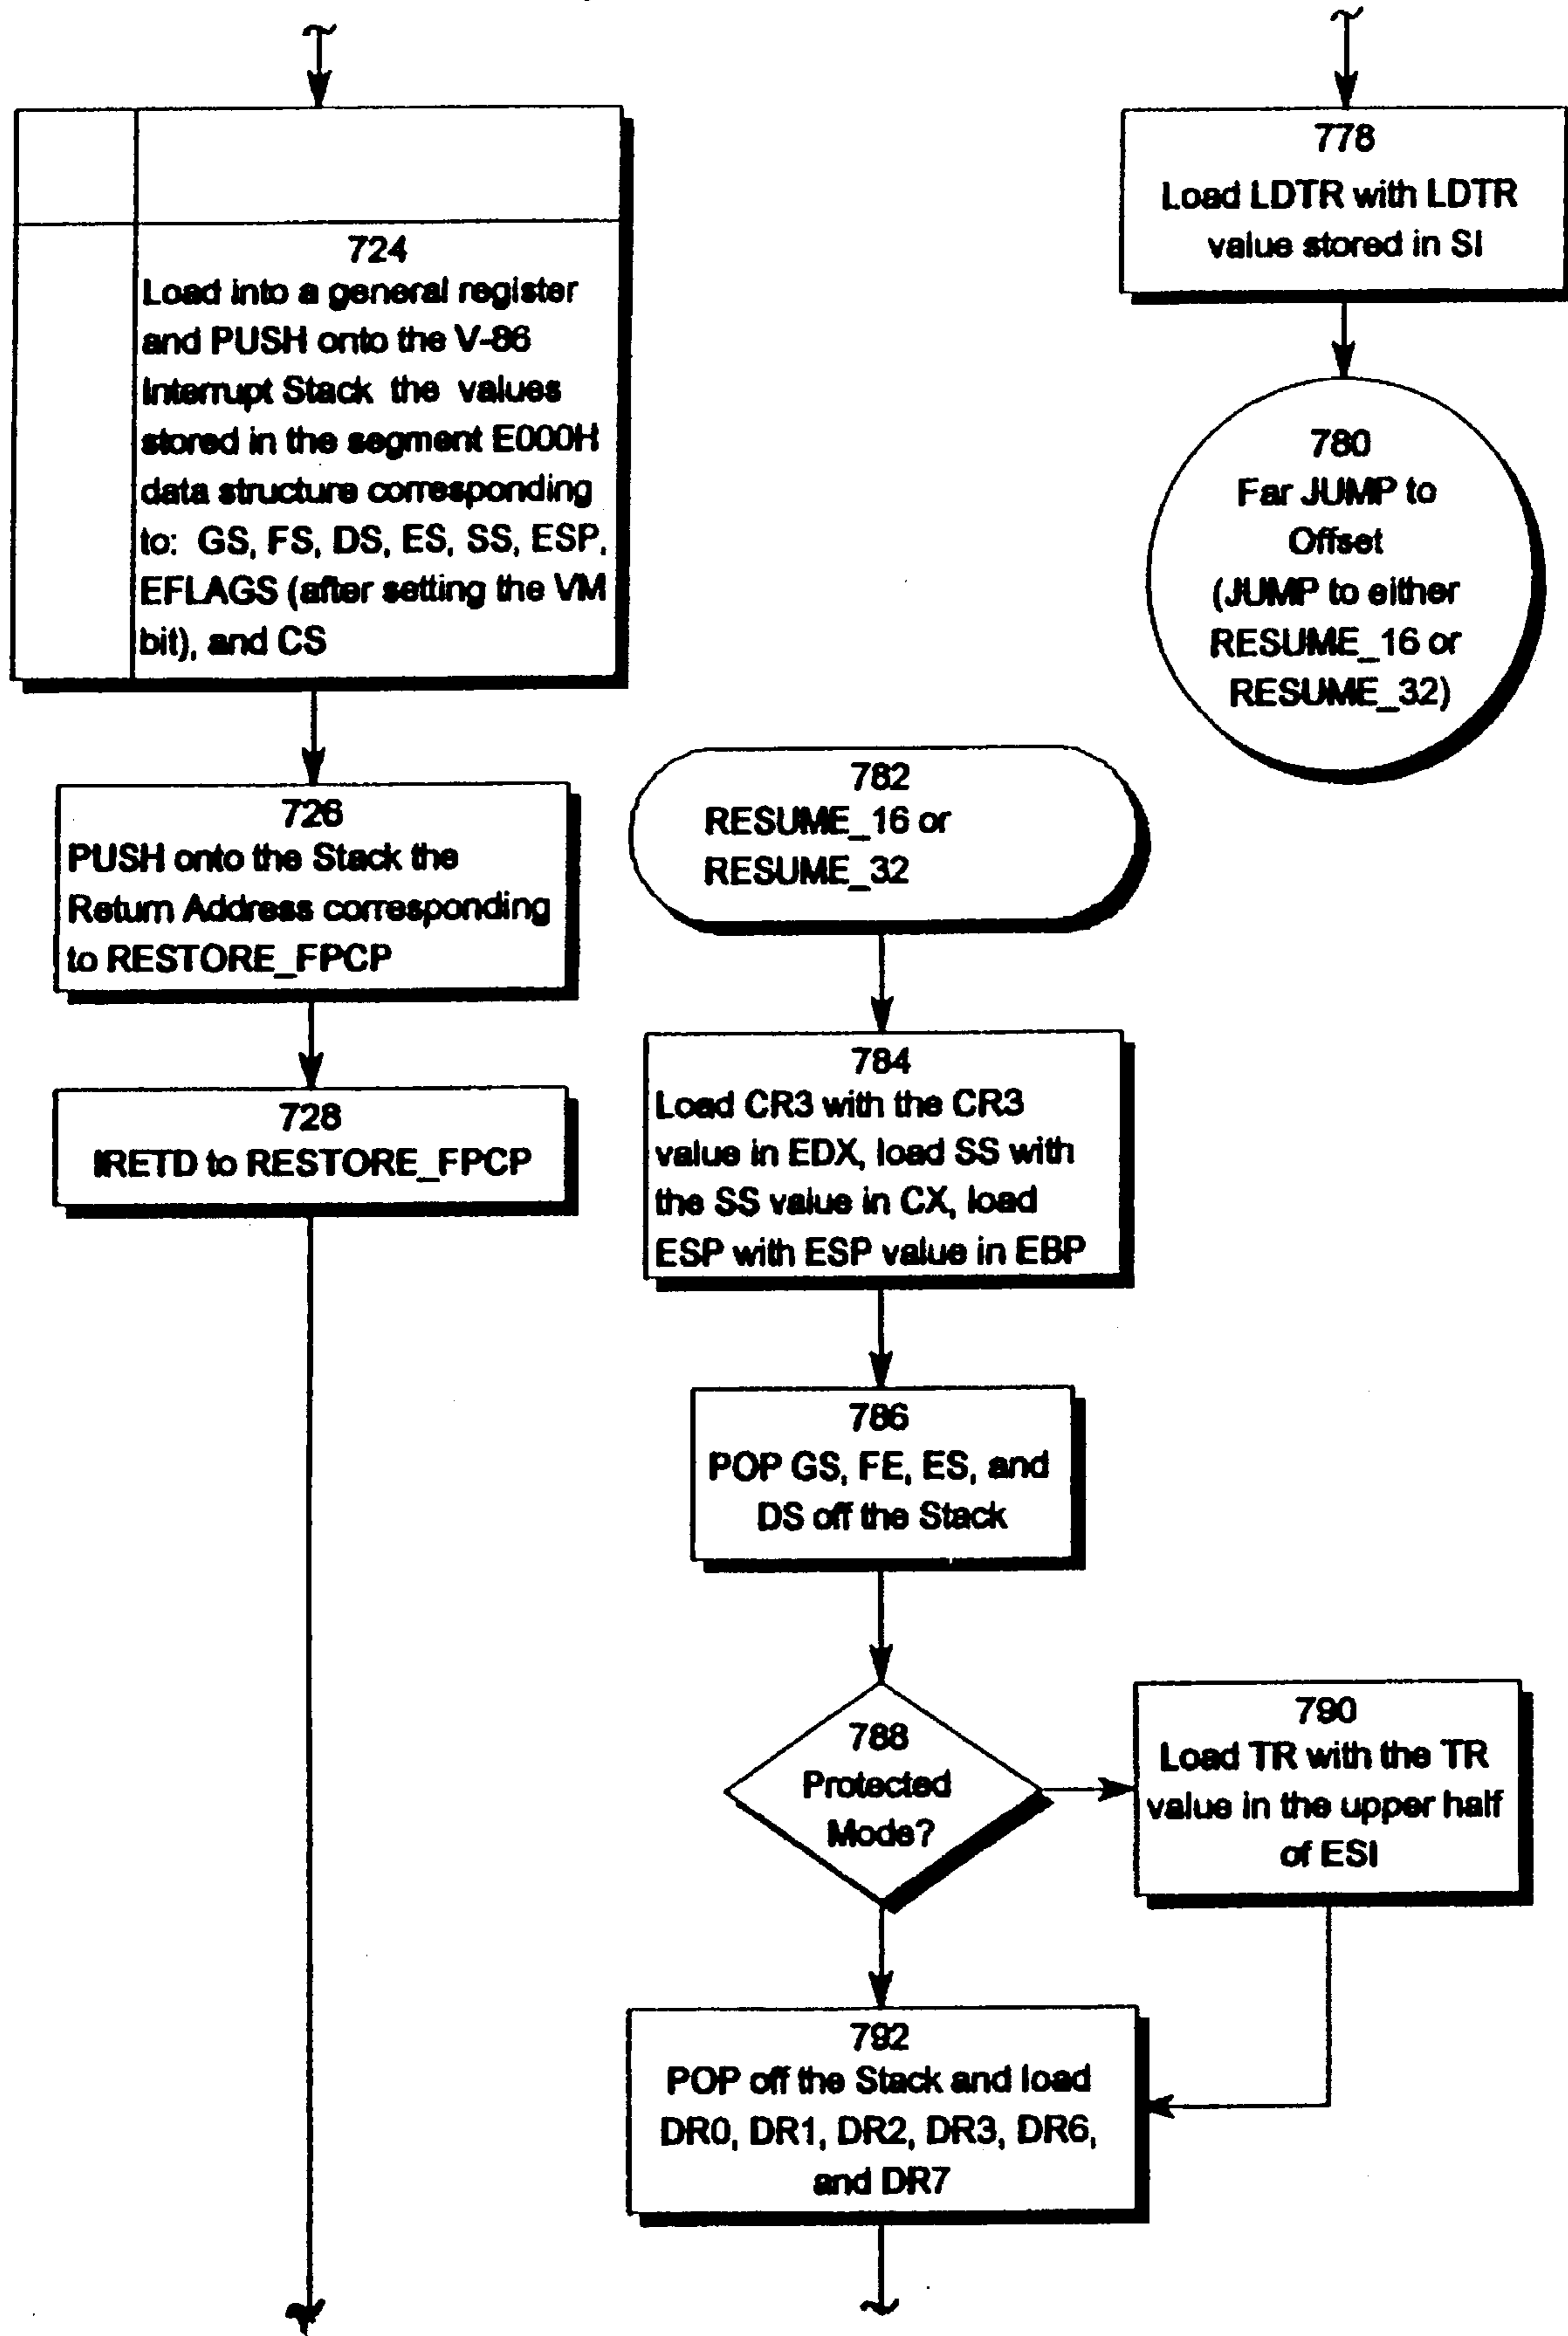 724
Load into a general register
and PUSH onto the V-86
Interrupt Stack the values
stored in the segment E000H
data structure corresponding
to: GS, FS, DS, ES, SS, ESP,
EFLAGS (after setting the VM
bit), and CS
726
PUSH onto the Stack the
Return Address corresponding
to RESTORE_FPCP
728
IRETD to RESTORE_FPCP
778
Load LDTR with LDTR
value stored in SI
780
Far JUMP to
Offset
(JUMP to either
RESUME_16 or
RESUME_32)
782
RESUME_16 or
RESUME_32
784
Load CR3 with the CR3
value in EDX, load SS with
the SS value in CX, load
ESP with ESP value in EBP
786
POP GS, FE, ES, and
DS off the Stack
788
Protected
Mode?
790
Load TR with the TR
value in the upper half
of ESI
792
POP off the Stack and load
DR0, DR1, DR2, DR3, DR6,
and DR7